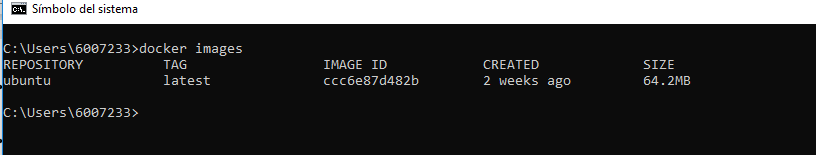 Símbolo del sistema
C:\Users\6007233>docker images
REPOSITORY TAG IMAGE ID CREATED SIZE
ubuntu latest ccc6e87d482b 2 weeks ago 64.2MB
C:\Users\6007233>